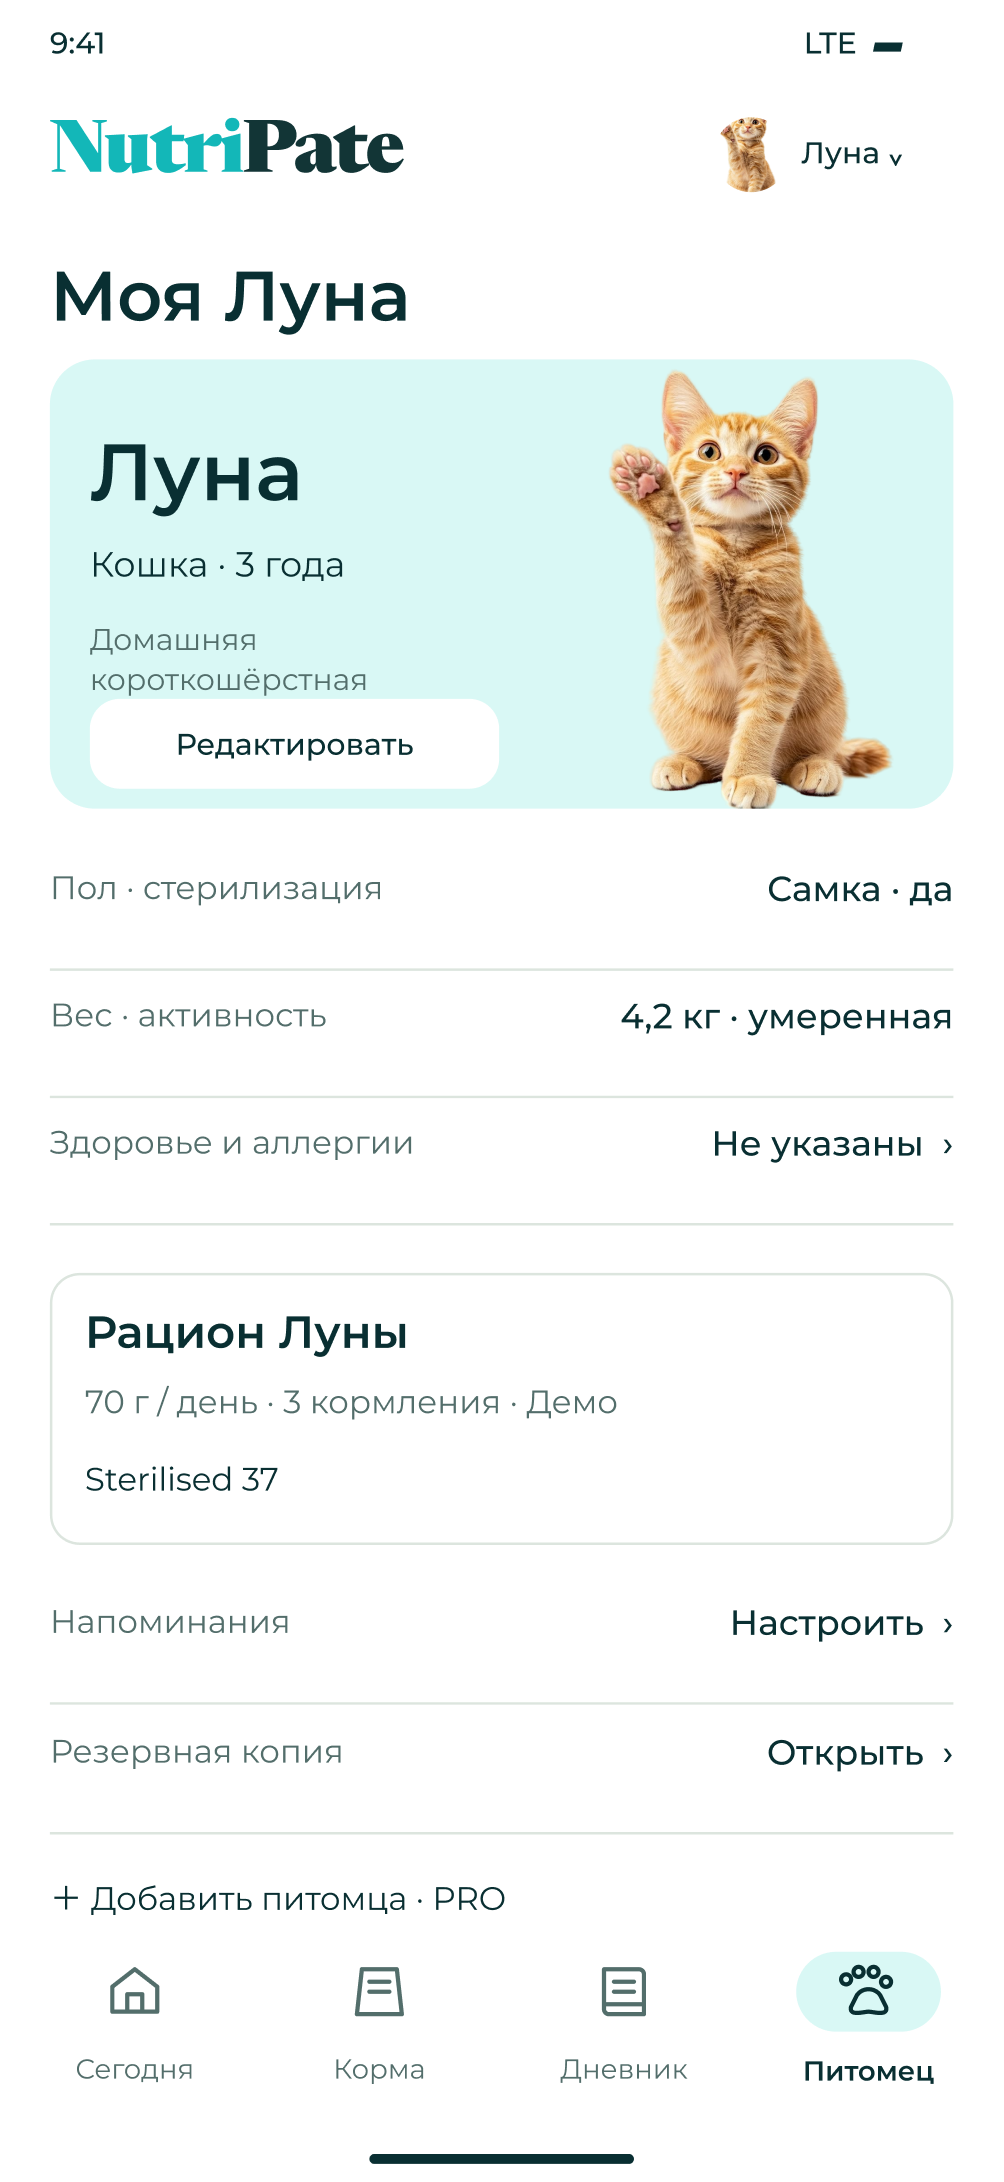 9:41 LTE
NutriPate Луна
Моя Луна
Луна
Кошка · 3 года
Домашняя
короткошёрстная
Редактировать
Пол · стерилизация Самка · да
Вес · активность 4,2 кг · умеренная
Здоровье и аллергии Не указаны ›
Рацион Луны
70 г / день · 3 кормления · Демо
Sterilised 37
Напоминания Настроить ›
Резервная копия Открыть ›
+ Добавить питомца · PRO
Сегодня Корма Дневник Питомец